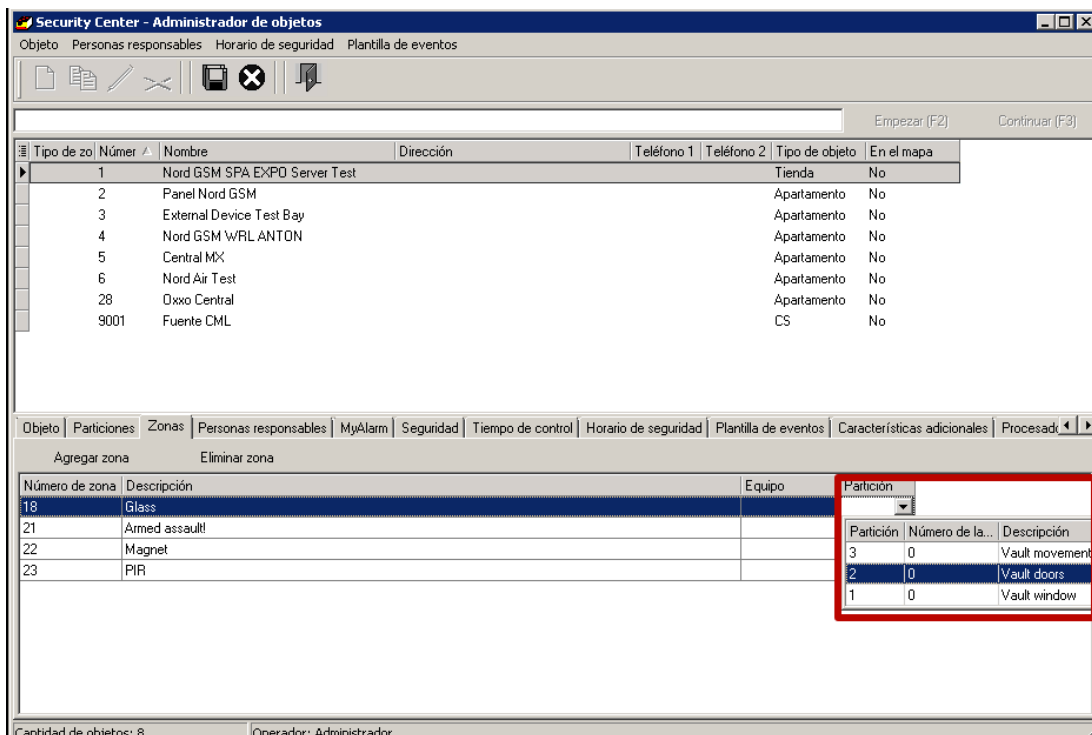 Security Center - Administrador de objetos
Objeto Personas responsables Horario de seguridad Plantilla de eventos
Empezar (F2) Continuar (F3)
Tipo de zo Númer Nombre Dirección Teléfono 1 Teléfono 2 Tipo de objeto En el mapa
1 Nord GSM SPA EXPO Server Test Tienda No
2 Panel Nord GSM Apartamento No
3 External Device Test Bay Apartamento No
4 Nord GSM WRL ANTON Apartamento No
5 Central MX Apartamento No
6 Nord Air Test Apartamento No
28 Oxxo Central Apartamento No
9001 Fuente CML CS No
Objeto Particiones Zonas Personas responsables MyAlarm Seguridad Tiempo de control Horario de seguridad Plantilla de eventos Características adicionales Procesado
Agregar zona Eliminar zona
Número de zona Descripción Equipo Partición
18 Glass
21 Armed assault!
22 Magnet
23 PIR
Partición Número de la... Descripción
3 0 Vault movement
2 0 Vault doors
1 0 Vault window
Cantidad de objetos: 8 Operador: Administrador